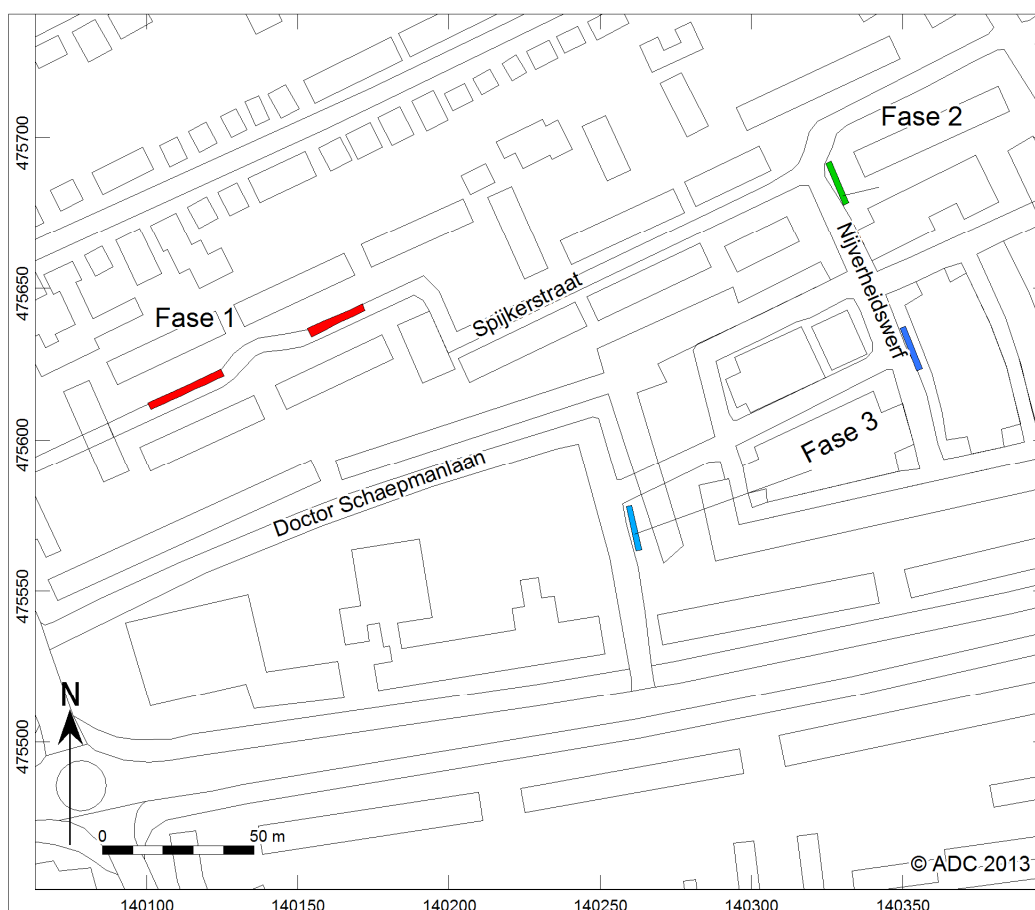 Fase 2
475700
Nijverheidswerf
475650
Spijkerstraat
Fase 1
475600
Fase 3
Doctor Schaepmanlaan
475550
N
475500
0 50 m
© ADC 2013
140100 140150 140200 140250 140300 140350